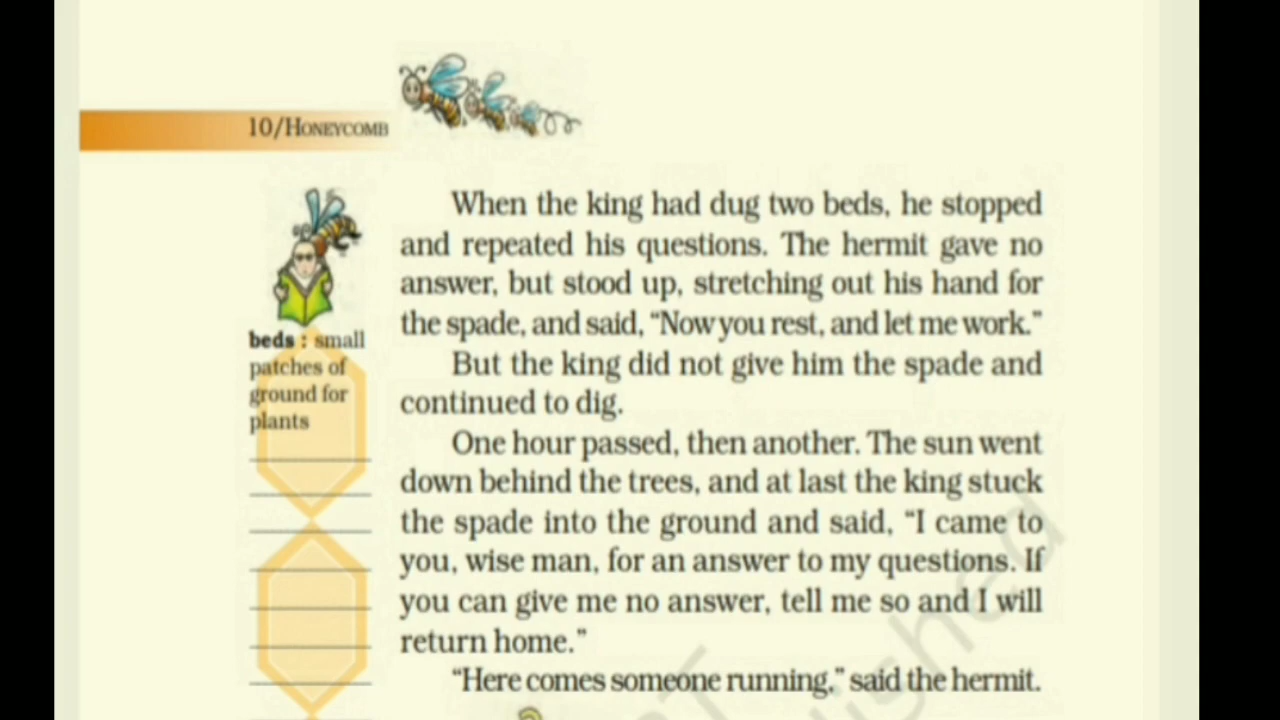 10/HONEYCOMB
When the king had dug two beds, he stopped
and repeated his questions. The hermit gave no
answer, but stood up, stretching out his hand for
the spade, and said, “Now you rest, and let me work.”
But the king did not give him the spade and
continued to dig.
One hour passed, then another. The sun went
down behind the trees, and at last the king stuck
the spade into the ground and said, “I came to
you, wise man, for an answer to my questions. If
you can give me no answer, tell me so and I will
return home.”
“Here comes someone running,” said the hermit.
beds : small
patches of
ground for
plants